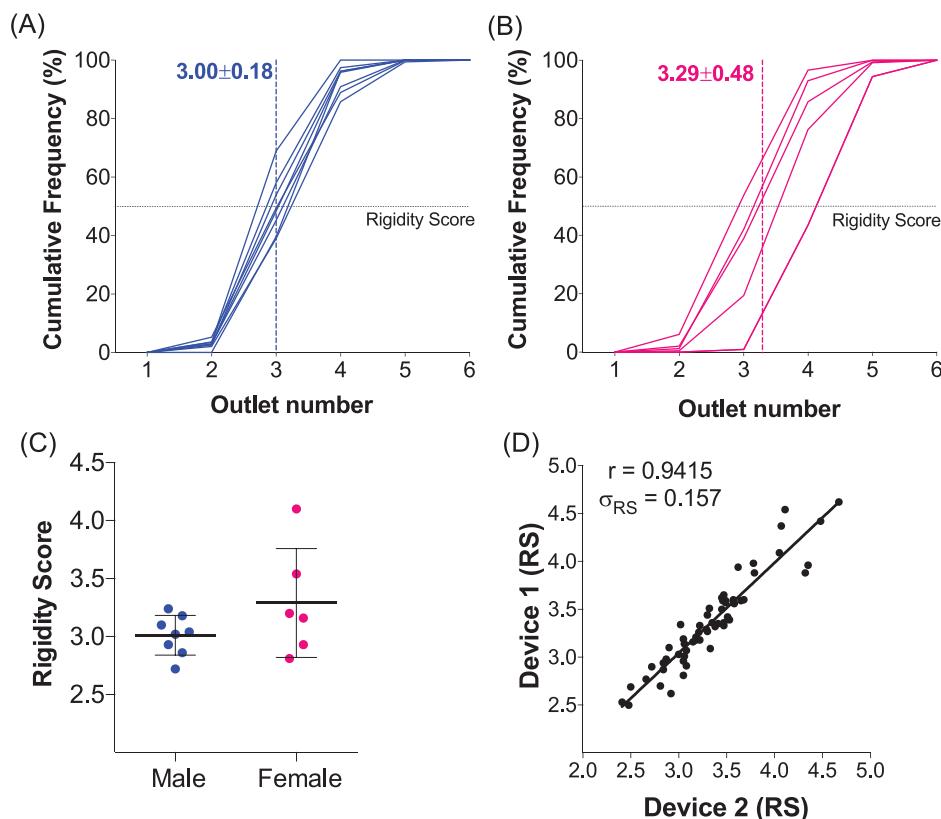 (A)
3.00±0.18
Cumulative Frequency (%)
100
80
60
40
20
0
Rigidity Score
1 2 3 4 5 6
Outlet number
(B)
3.29±0.48
Cumulative Frequency (%)
100
80
60
40
20
0
Rigidity Score
1 2 3 4 5 6
Outlet number
(C)
Rigidity Score
4.5
4.0
3.5
3.0
2.5
Male Female
(D)
r = 0.9415
σRS = 0.157
Device 1 (RS)
5.0
4.5
4.0
3.5
3.0
2.5
2.0 2.5 3.0 3.5 4.0 4.5 5.0
Device 2 (RS)